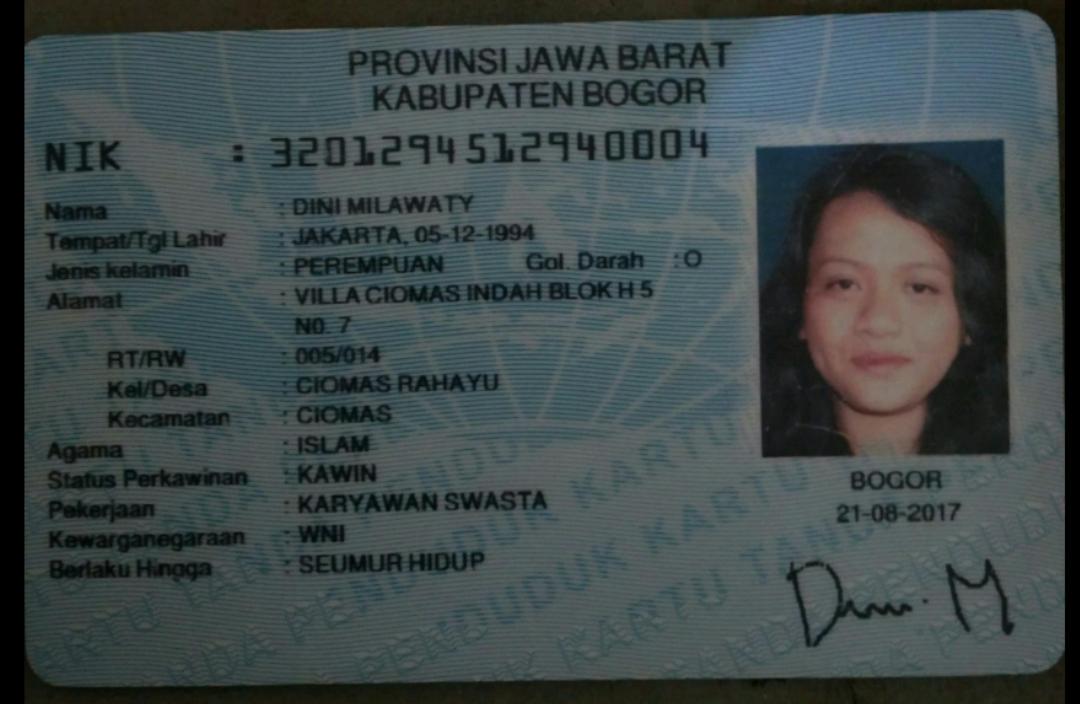 PROVINSI JAWA BARAT
KABUPATEN BOGOR
NIK : 3201294512940004
Nama : DINI MILAWATY
Tempat/Tgl Lahir : JAKARTA, 05-12-1994
Jenis kelamin : PEREMPUAN Gol. Darah : O
Alamat : VILLA CIOMAS INDAH BLOK H 5
NO. 7
RT/RW : 005/014
Kel/Desa : CIOMAS RAHAYU
Kecamatan : CIOMAS
Agama : ISLAM
Status Perkawinan : KAWIN
Pekerjaan : KARYAWAN SWASTA
Kewarganegaraan : WNI
Berlaku Hingga : SEUMUR HIDUP
BOGOR
21-08-2017
Dini. M